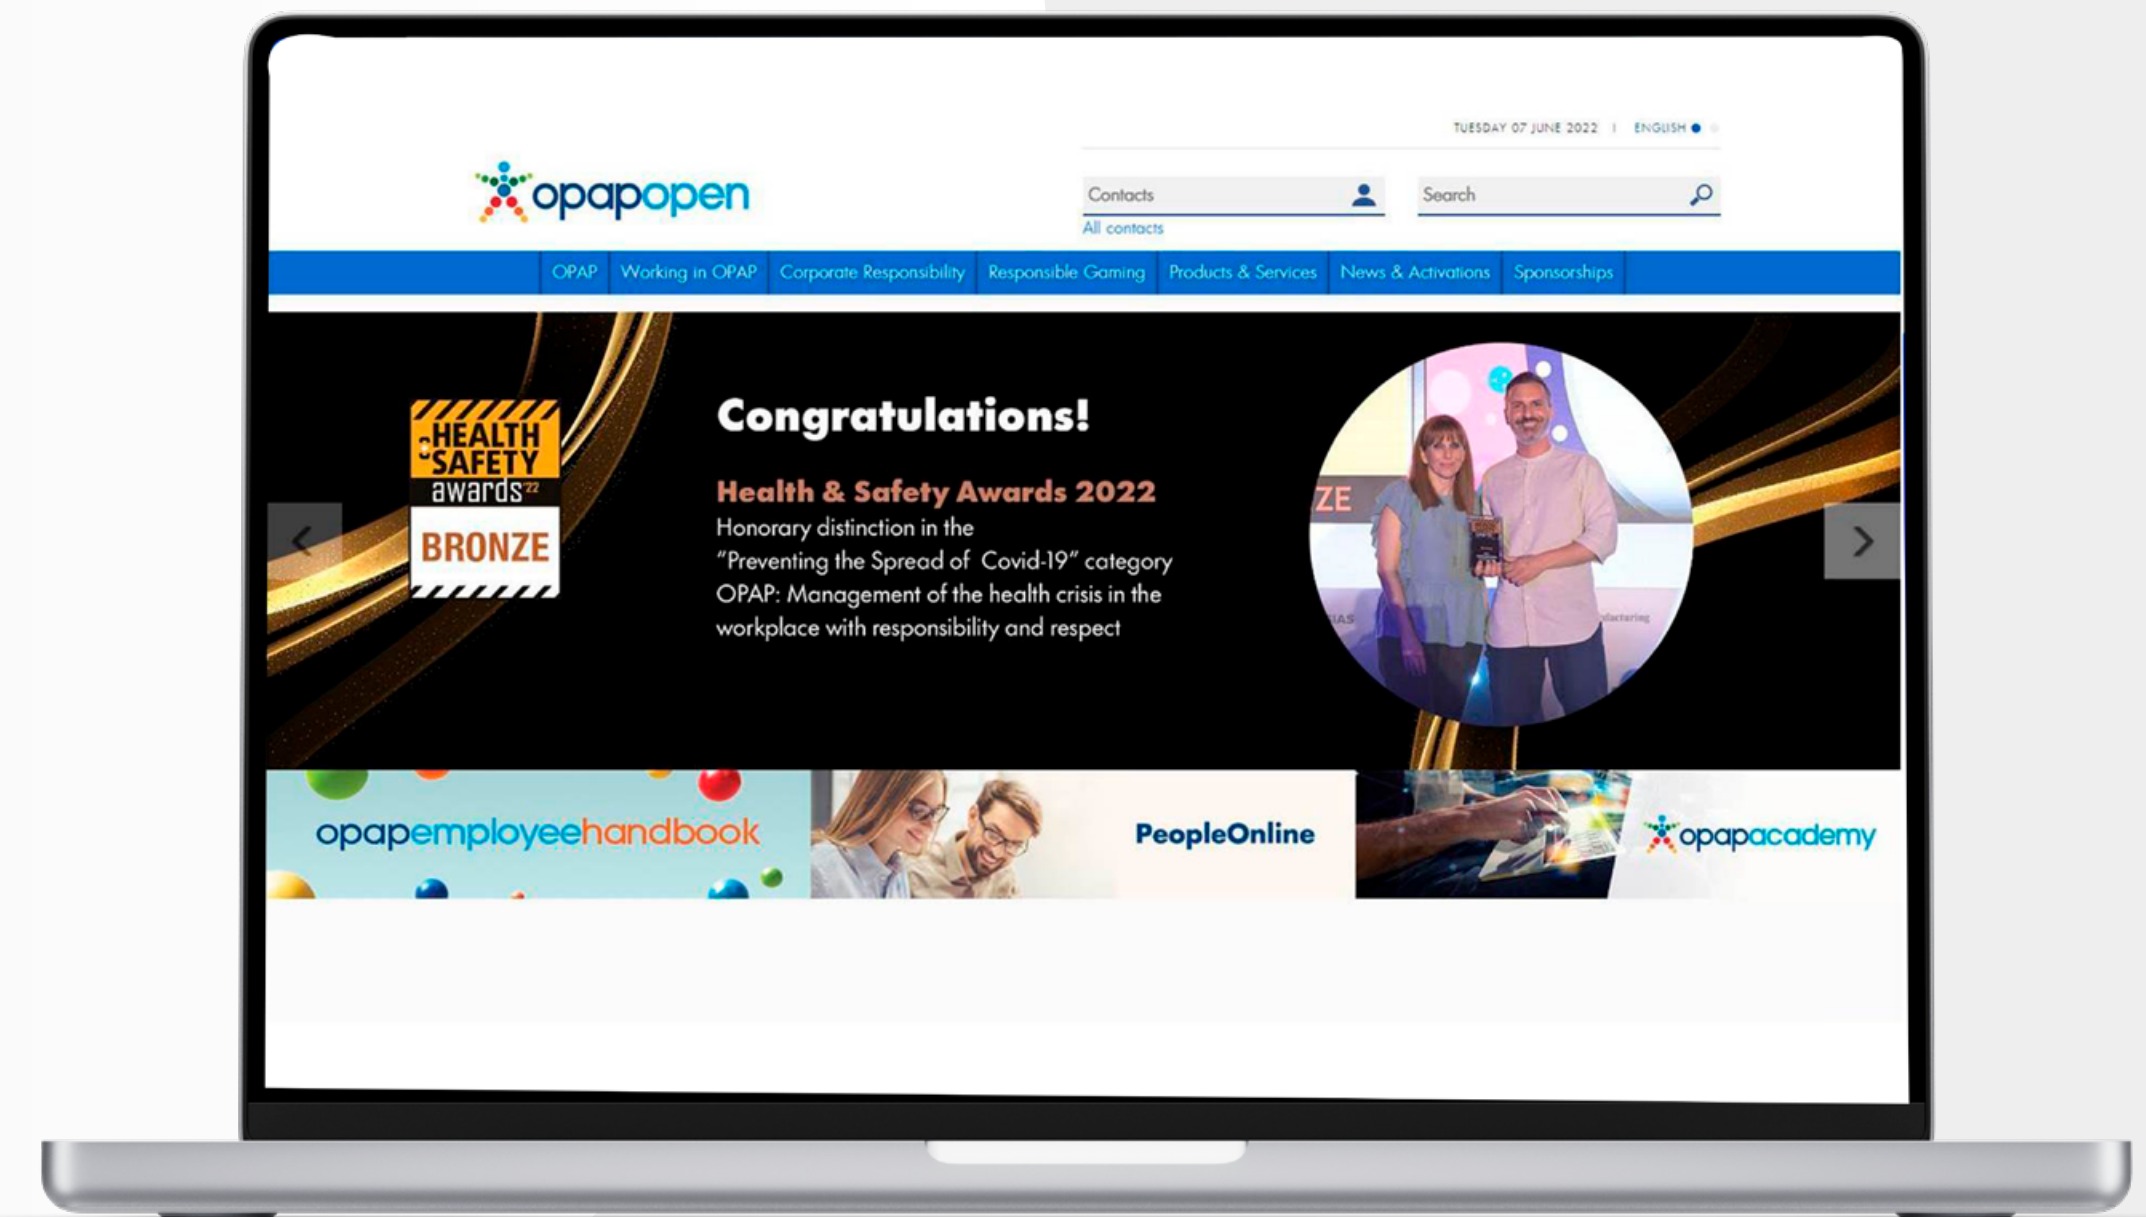 TUESDAY 07 JUNE 2022 | ENGLISH
opapopen
Contacts
Search
All contacts
OPAP
Working in OPAP
Corporate Responsibility
Responsible Gaming
Products & Services
News & Activations
Sponsorships
HEALTH
& SAFETY
awards'22
BRONZE
Congratulations!
Health & Safety Awards 2022
Honorary distinction in the
"Preventing the Spread of Covid-19" category
OPAP: Management of the health crisis in the
workplace with responsibility and respect
ZE
opapemployeehandbook
PeopleOnline
opapacademy